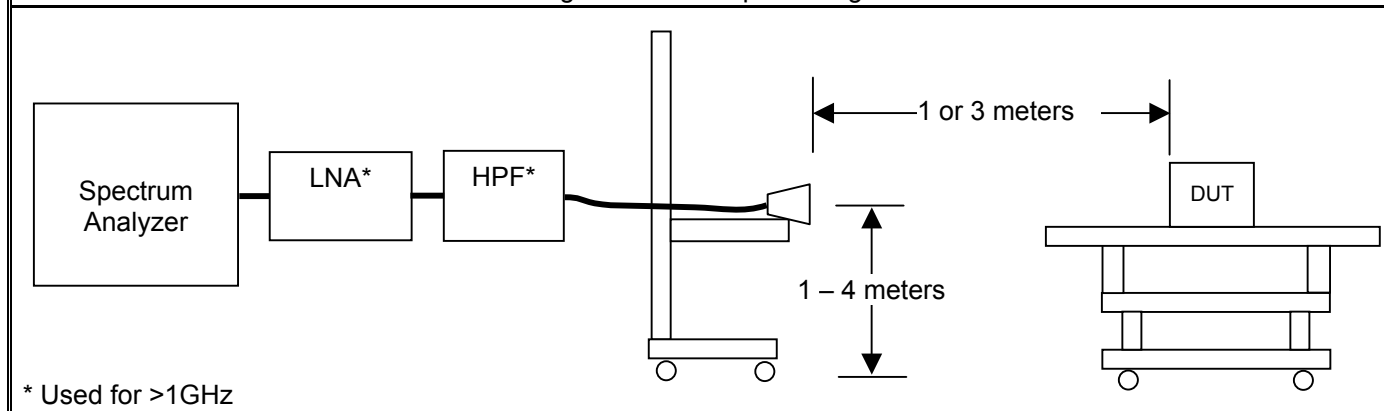 1 or 3 meters
LNA*
HPF*
Spectrum
Analyzer
DUT
1 – 4 meters
* Used for >1GHz